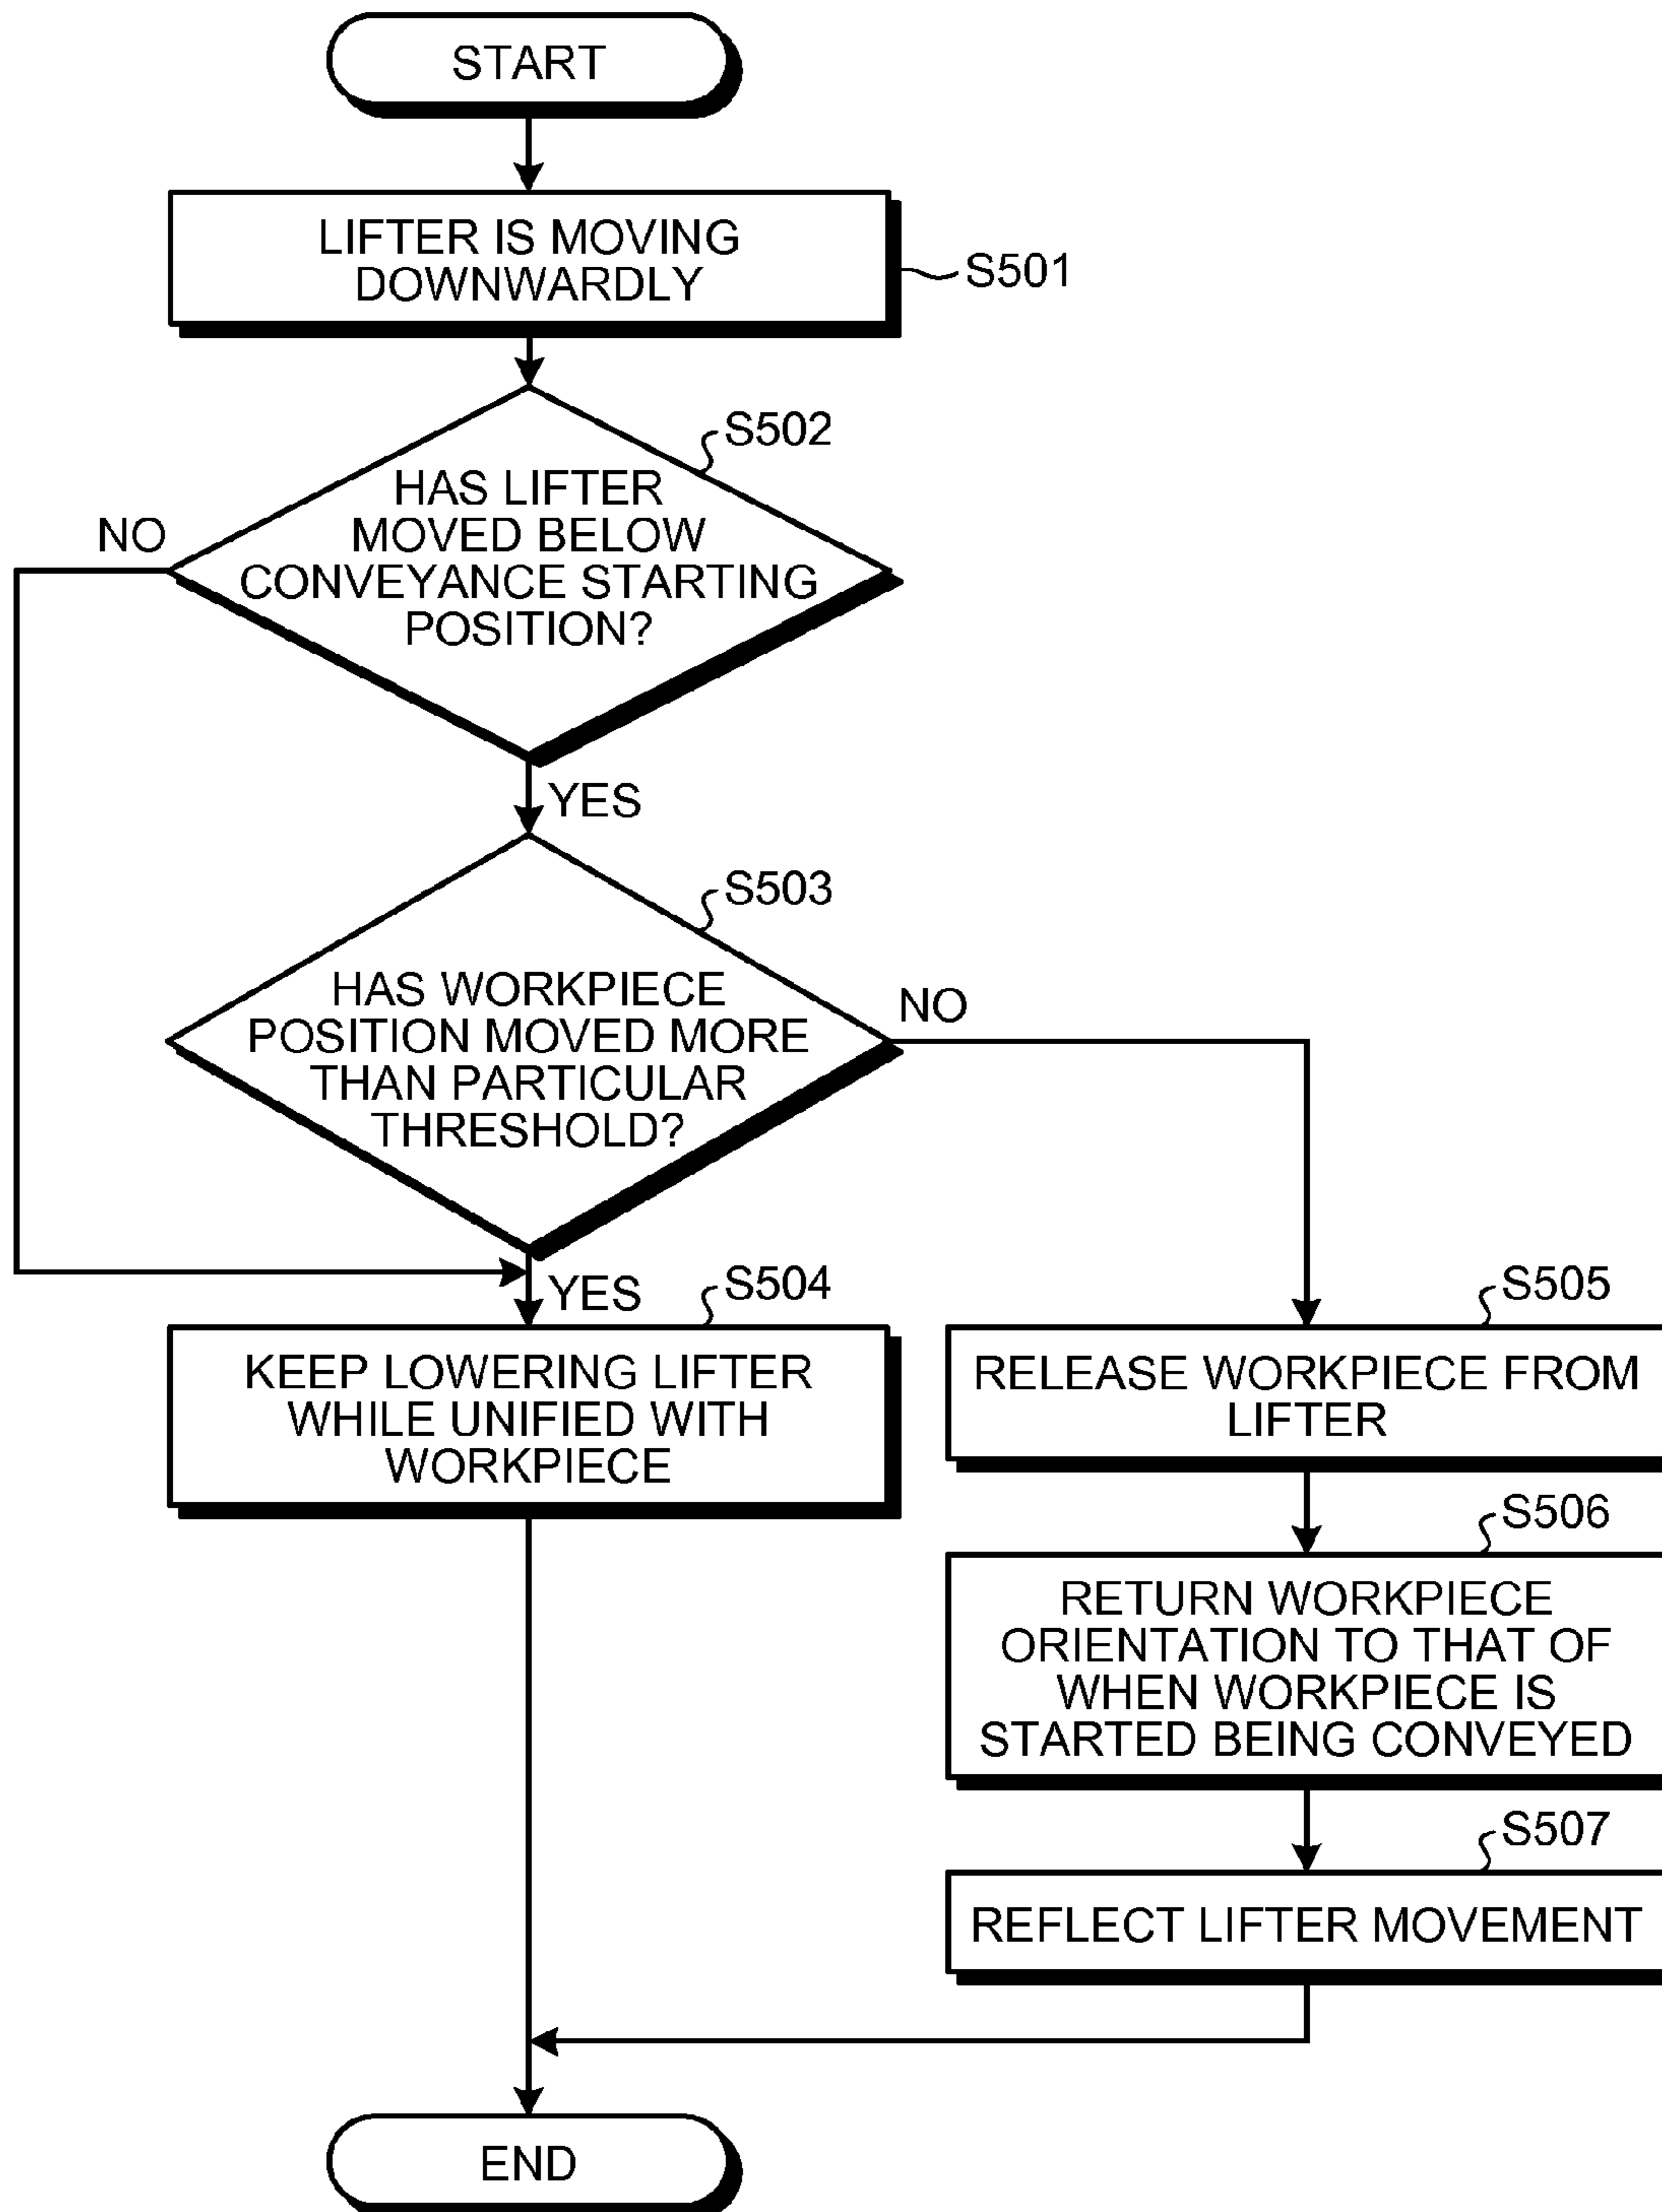 START
LIFTER IS MOVING
DOWNWARDLY
S501
S502
HAS LIFTER
MOVED BELOW
CONVEYANCE STARTING
POSITION?
NO
YES
S503
HAS WORKPIECE
POSITION MOVED MORE
THAN PARTICULAR
THRESHOLD?
NO
YES
S504
KEEP LOWERING LIFTER
WHILE UNIFIED WITH
WORKPIECE
S505
RELEASE WORKPIECE FROM
LIFTER
S506
RETURN WORKPIECE
ORIENTATION TO THAT OF
WHEN WORKPIECE IS
STARTED BEING CONVEYED
S507
REFLECT LIFTER MOVEMENT
END